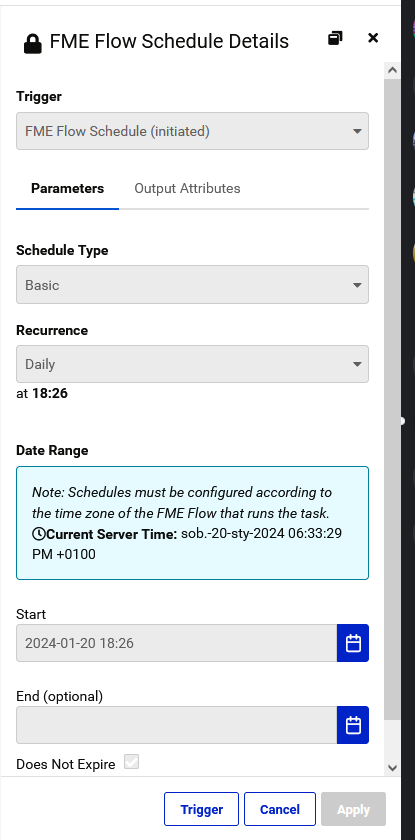 FME Flow Schedule Details
Trigger
FME Flow Schedule (initiated)
Parameters
Output Attributes
Schedule Type
Basic
Recurrence
Daily
at 18:26
Date Range
Note: Schedules must be configured according to
the time zone of the FME Flow that runs the task.
Current Server Time: sob.-20-sty-2024 06:33:29
PM +0100
Start
2024-01-20 18:26
End (optional)
Does Not Expire
Trigger
Cancel
Apply